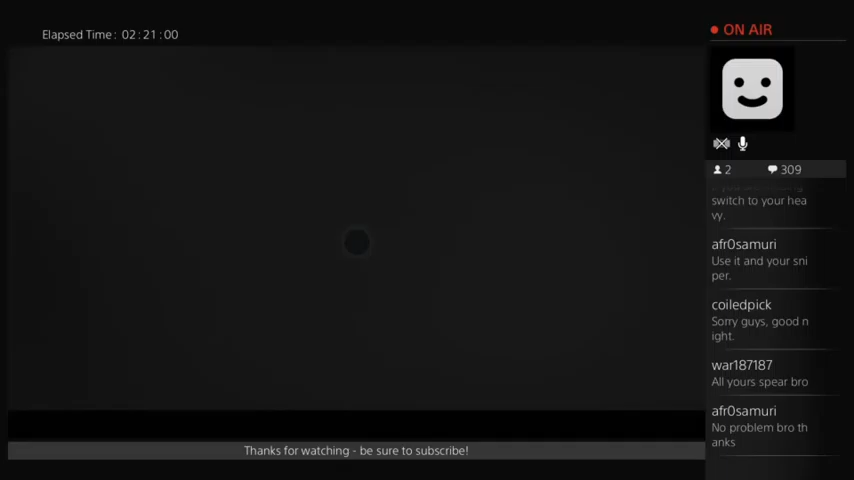 Elapsed Time: 02:21:00
ON AIR
2 309
switch to your hea
vy.
afr0samuri
Use it and your sni
per.
coiledpick
Sorry guys, good n
ight.
war187187
All yours spear bro
afr0samuri
No problem bro th
anks
Thanks for watching - be sure to subscribe!